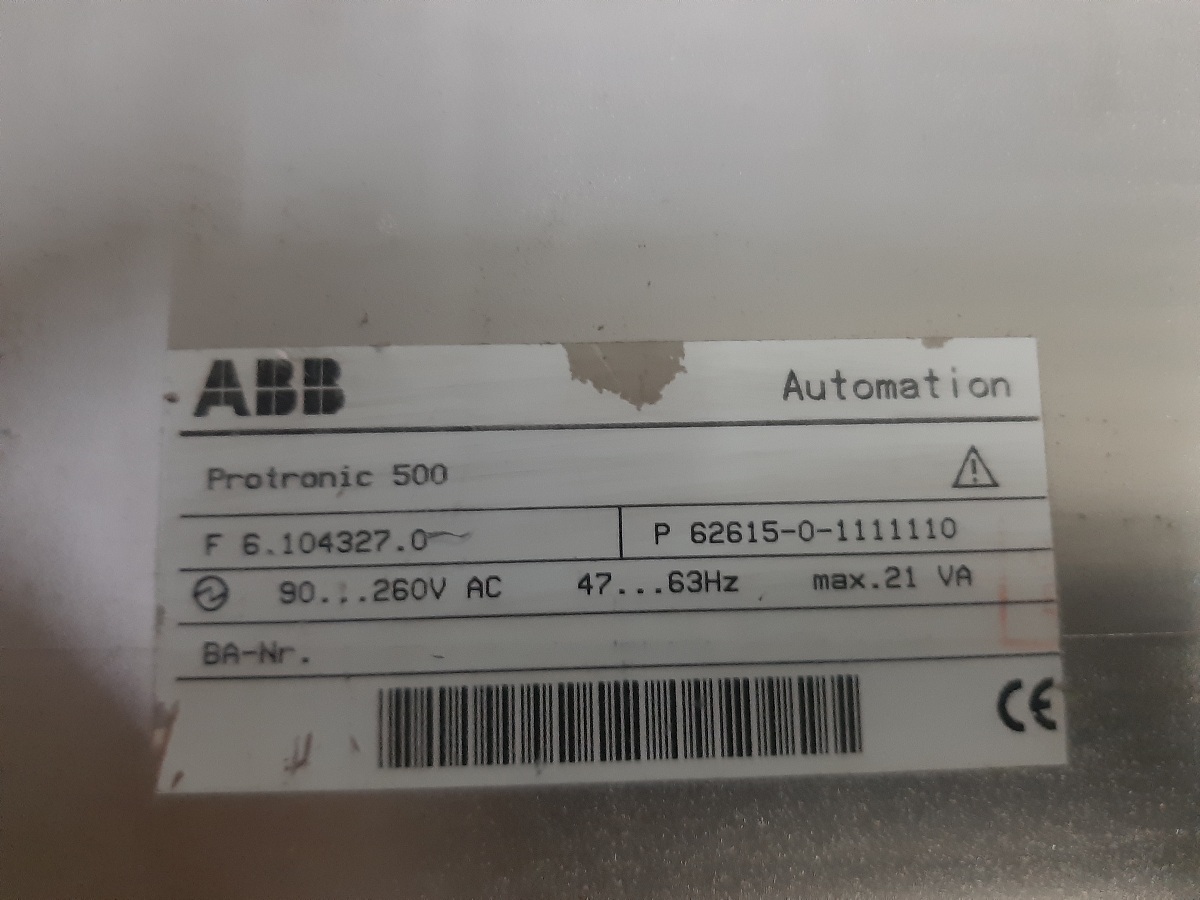 ABB Automation
Protronic 500
F 6.104327.0 P 62615-0-1111110
90...260V AC 47...63Hz max.21 VA
BA-Nr.
CE